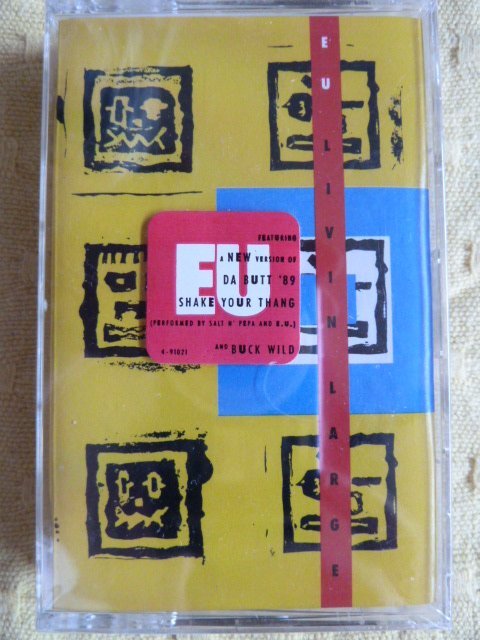 EU LIVIN LARGE
EU
FEATURING
A NEW VERSION OF
DA BUTT '89
SHAKE YOUR THANG
(PERFORMED BY SALT N' PEPA AND E.U.)
AND BUCK WILD
4-91021